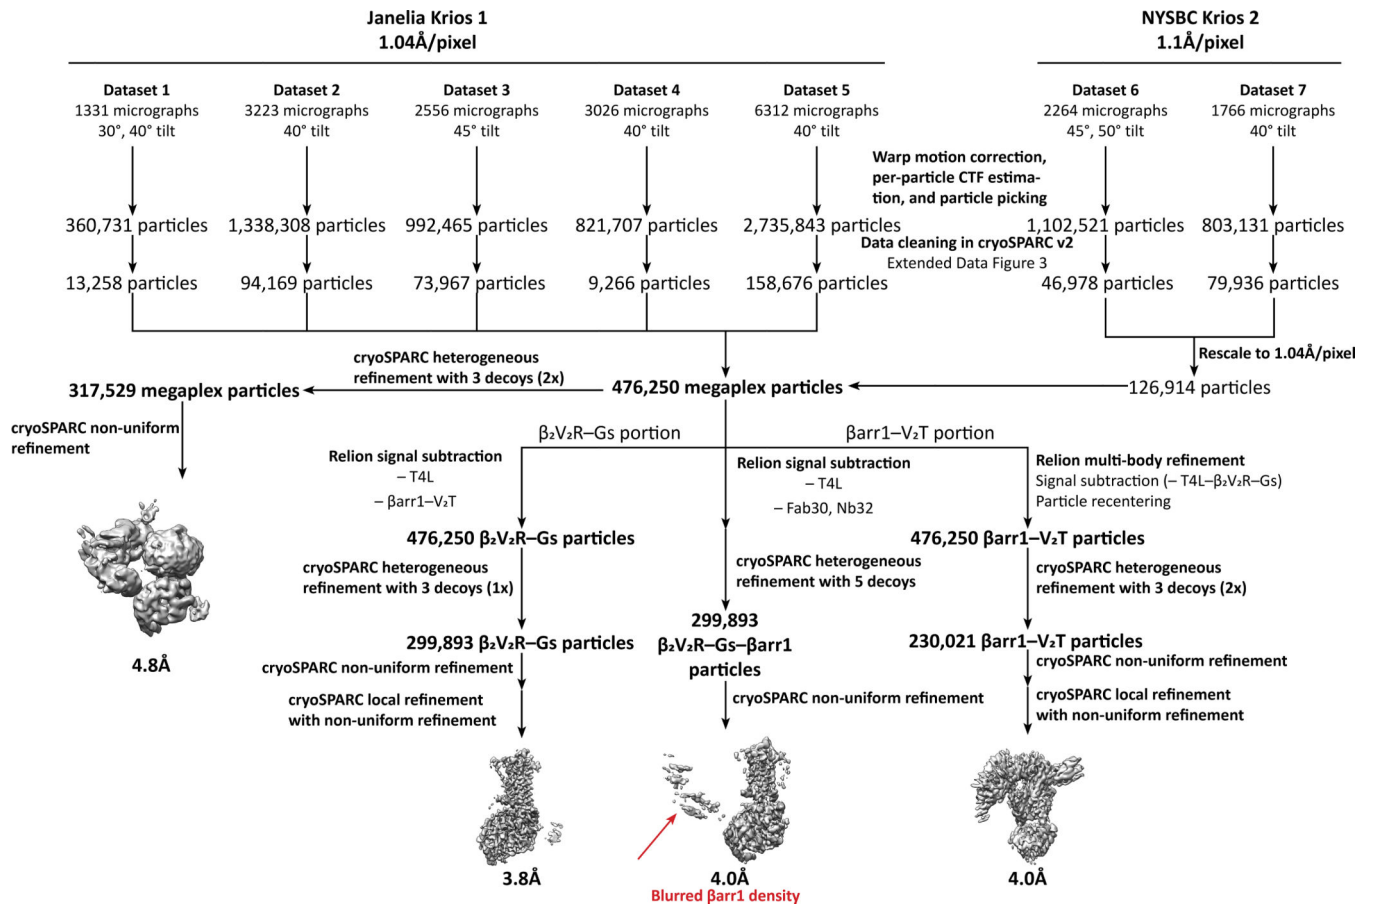 Janelia Krios 1
1.04Å/pixel
NYSBC Krios 2
1.1Å/pixel
Dataset 1
1331 micrographs
30°, 40° tilt
Dataset 2
3223 micrographs
40° tilt
Dataset 3
2556 micrographs
45° tilt
Dataset 4
3026 micrographs
40° tilt
Dataset 5
6312 micrographs
40° tilt
Dataset 6
2264 micrographs
45°, 50° tilt
Dataset 7
1766 micrographs
40° tilt
Warp motion correction,
per-particle CTF estima-
tion, and particle picking
360,731 particles
1,338,308 particles
992,465 particles
821,707 particles
2,735,843 particles
1,102,521 particles
803,131 particles
Data cleaning in cryoSPARC v2
Extended Data Figure 3
13,258 particles
94,169 particles
73,967 particles
9,266 particles
158,676 particles
46,978 particles
79,936 particles
Rescale to 1.04Å/pixel
cryoSPARC heterogeneous
refinement with 3 decoys (2x)
317,529 megaplex particles
476,250 megaplex particles
126,914 particles
cryoSPARC non-uniform
refinement
4.8Å
β₂V₂R–Gs portion
βarr1–V₂T portion
Relion signal subtraction
– T4L
– βarr1–V₂T
Relion signal subtraction
– T4L
– Fab30, Nb32
Relion multi-body refinement
Signal subtraction (– T4L–β₂V₂R–Gs)
Particle recentering
476,250 β₂V₂R–Gs particles
476,250 βarr1–V₂T particles
cryoSPARC heterogeneous
refinement with 3 decoys (1x)
cryoSPARC heterogeneous
refinement with 5 decoys
cryoSPARC heterogeneous
refinement with 3 decoys (2x)
299,893 β₂V₂R–Gs particles
299,893
β₂V₂R–Gs–βarr1
particles
230,021 βarr1–V₂T particles
cryoSPARC non-uniform refinement
cryoSPARC local refinement
with non-uniform refinement
cryoSPARC non-uniform refinement
cryoSPARC non-uniform refinement
cryoSPARC local refinement
with non-uniform refinement
3.8Å
4.0Å
Blurred βarr1 density
4.0Å